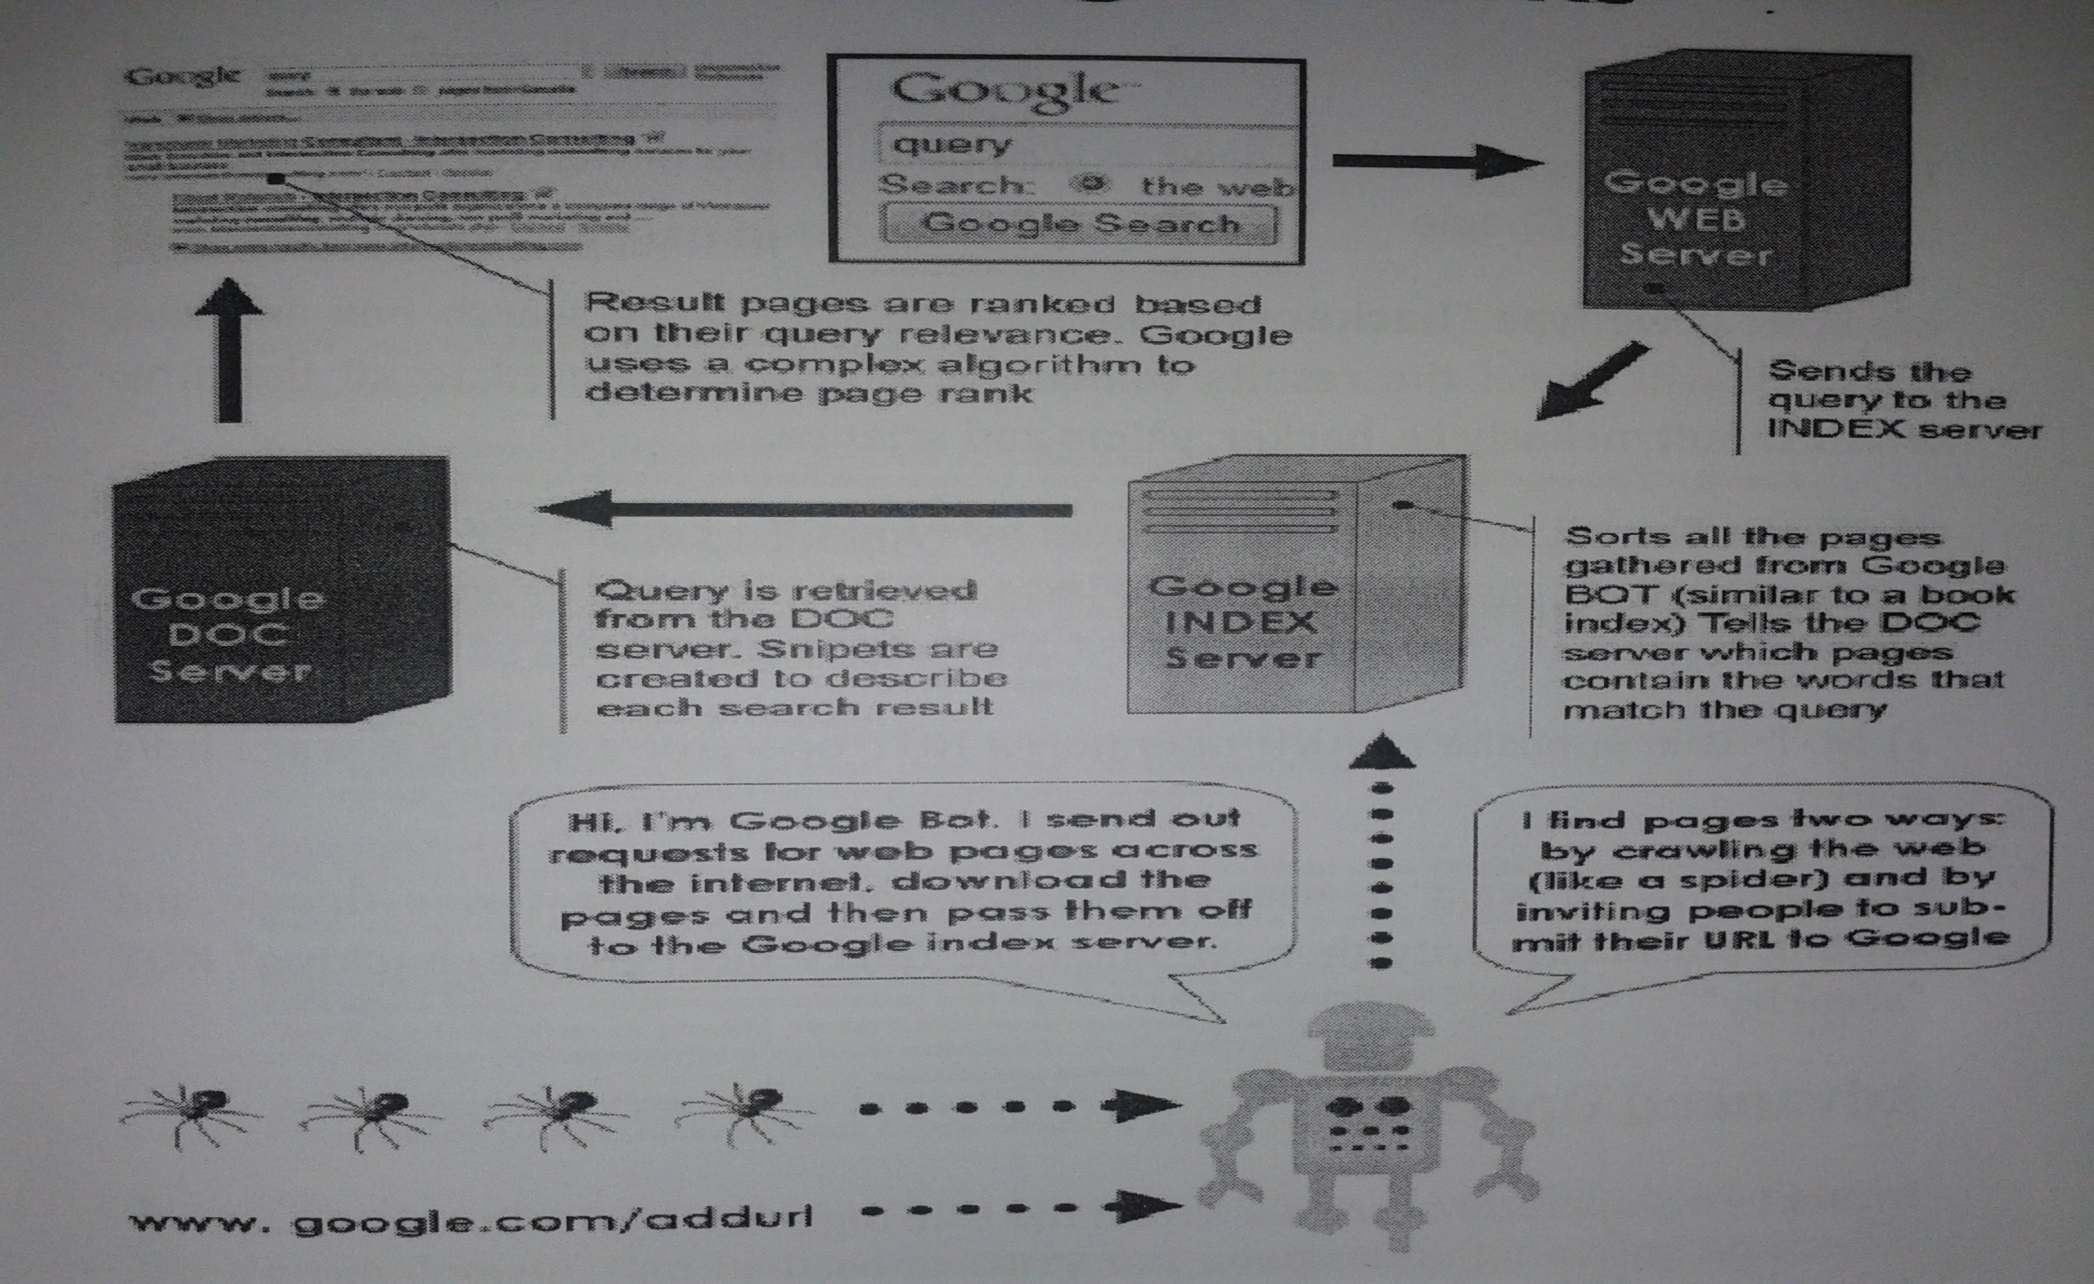 Google
Google
query
Search: the web
Google Search
Google
WEB
Server
Result pages are ranked based
on their query relevance. Google
uses a complex algorithm to
determine page rank
Sends the
query to the
INDEX server
Google
DOC
Server
Query is retrieved
from the DOC
server. Snipets are
created to describe
each search result
Google
INDEX
Server
Sorts all the pages
gathered from Google
BOT (similar to a book
index) Tells the DOC
server which pages
contain the words that
match the query
Hi, I'm Google Bot. I send out
requests for web pages across
the internet, download the
pages and then pass them off
to the Google index server.
I find pages two ways:
by crawling the web
(like a spider) and by
inviting people to sub-
mit their URL to Google
www. google.com/addurl